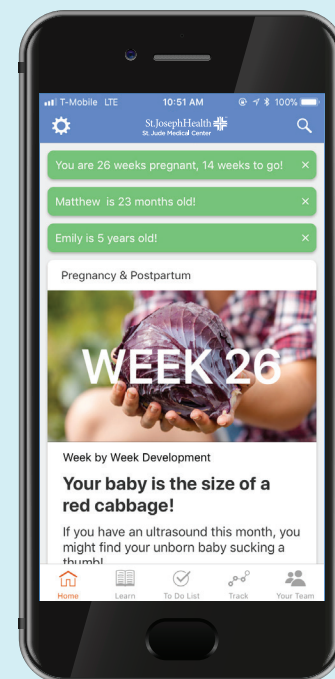 T-Mobile LTE 10:51 AM 100%
St.JosephHealth
St. Jude Medical Center
You are 26 weeks pregnant, 14 weeks to go! ×
Matthew is 23 months old! ×
Emily is 5 years old! ×
Pregnancy & Postpartum
WEEK 26
Week by Week Development
Your baby is the size of a
red cabbage!
If you have an ultrasound this month, you
might find your unborn baby sucking a
thumb!
Home Learn To Do List Track Your Team